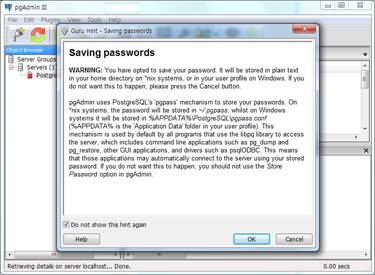 pgAdmin III
File Edit Plugins View Tools Help
Object browser
Server Groups
Servers (1)
Guru Hint - Saving passwords
Saving passwords
WARNING: You have opted to save your password. It will be stored in plain text
in your home directory on *nix systems, or in your user profile on Windows. If you
do not want this to happen, please press the Cancel button.
pgAdmin uses PostgreSQL's 'pgpass' mechanism to store your passwords. On
*nix systems, the password will be stored in ~/.pgpass, whilst on Windows
systems it will be stored in %APPDATA%\PostgreSQL\pgpass.conf
(%APPDATA% is the 'Application Data' folder in your user profile). This
mechanism is used by default by all programs that use the libpq library to access
the server, which includes command line applications such as pg_dump and
pg_restore, other GUI applications, and drivers such as psqlODBC. This means
that those applications may automatically connect to the server using your stored
password. If you do not want this to happen, you should not use the Store
Password option in pgAdmin.
Do not show this hint again
Help OK Cancel
Retrieving details on server localhost... Done. 0.00 secs